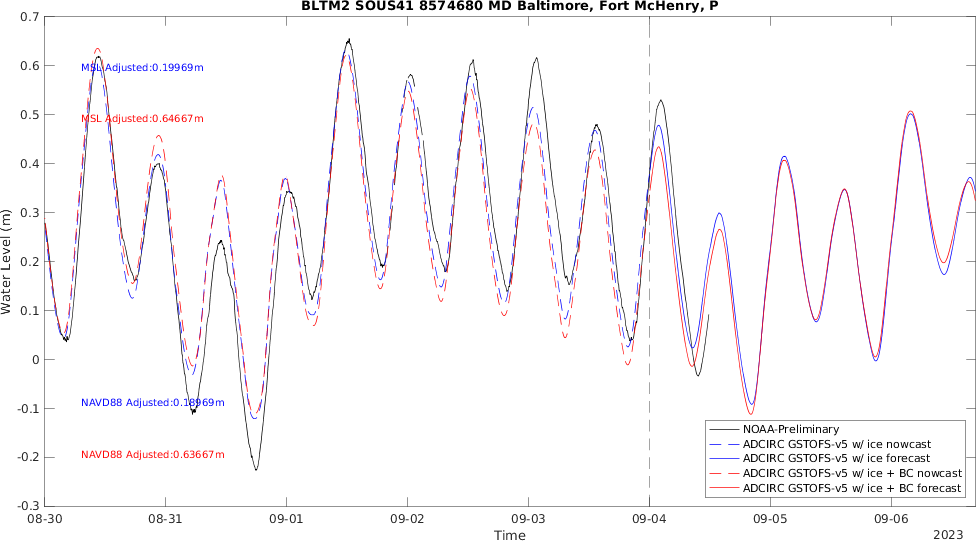 BLTM2 SOUS41 8574680 MD Baltimore, Fort McHenry, P
0.7
0.6
0.5
0.4
0.3
0.2
0.1
0
-0.1
-0.2
-0.3
Water Level (m)
MSL Adjusted:0.19969m
MSL Adjusted:0.64667m
NAVD88 Adjusted:0.18969m
NAVD88 Adjusted:0.63667m
NOAA-Preliminary
ADCIRC GSTOFS-v5 w/ ice nowcast
ADCIRC GSTOFS-v5 w/ ice forecast
ADCIRC GSTOFS-v5 w/ ice + BC nowcast
ADCIRC GSTOFS-v5 w/ ice + BC forecast
08-30 08-31 09-01 09-02 09-03 09-04 09-05 09-06
Time
2023